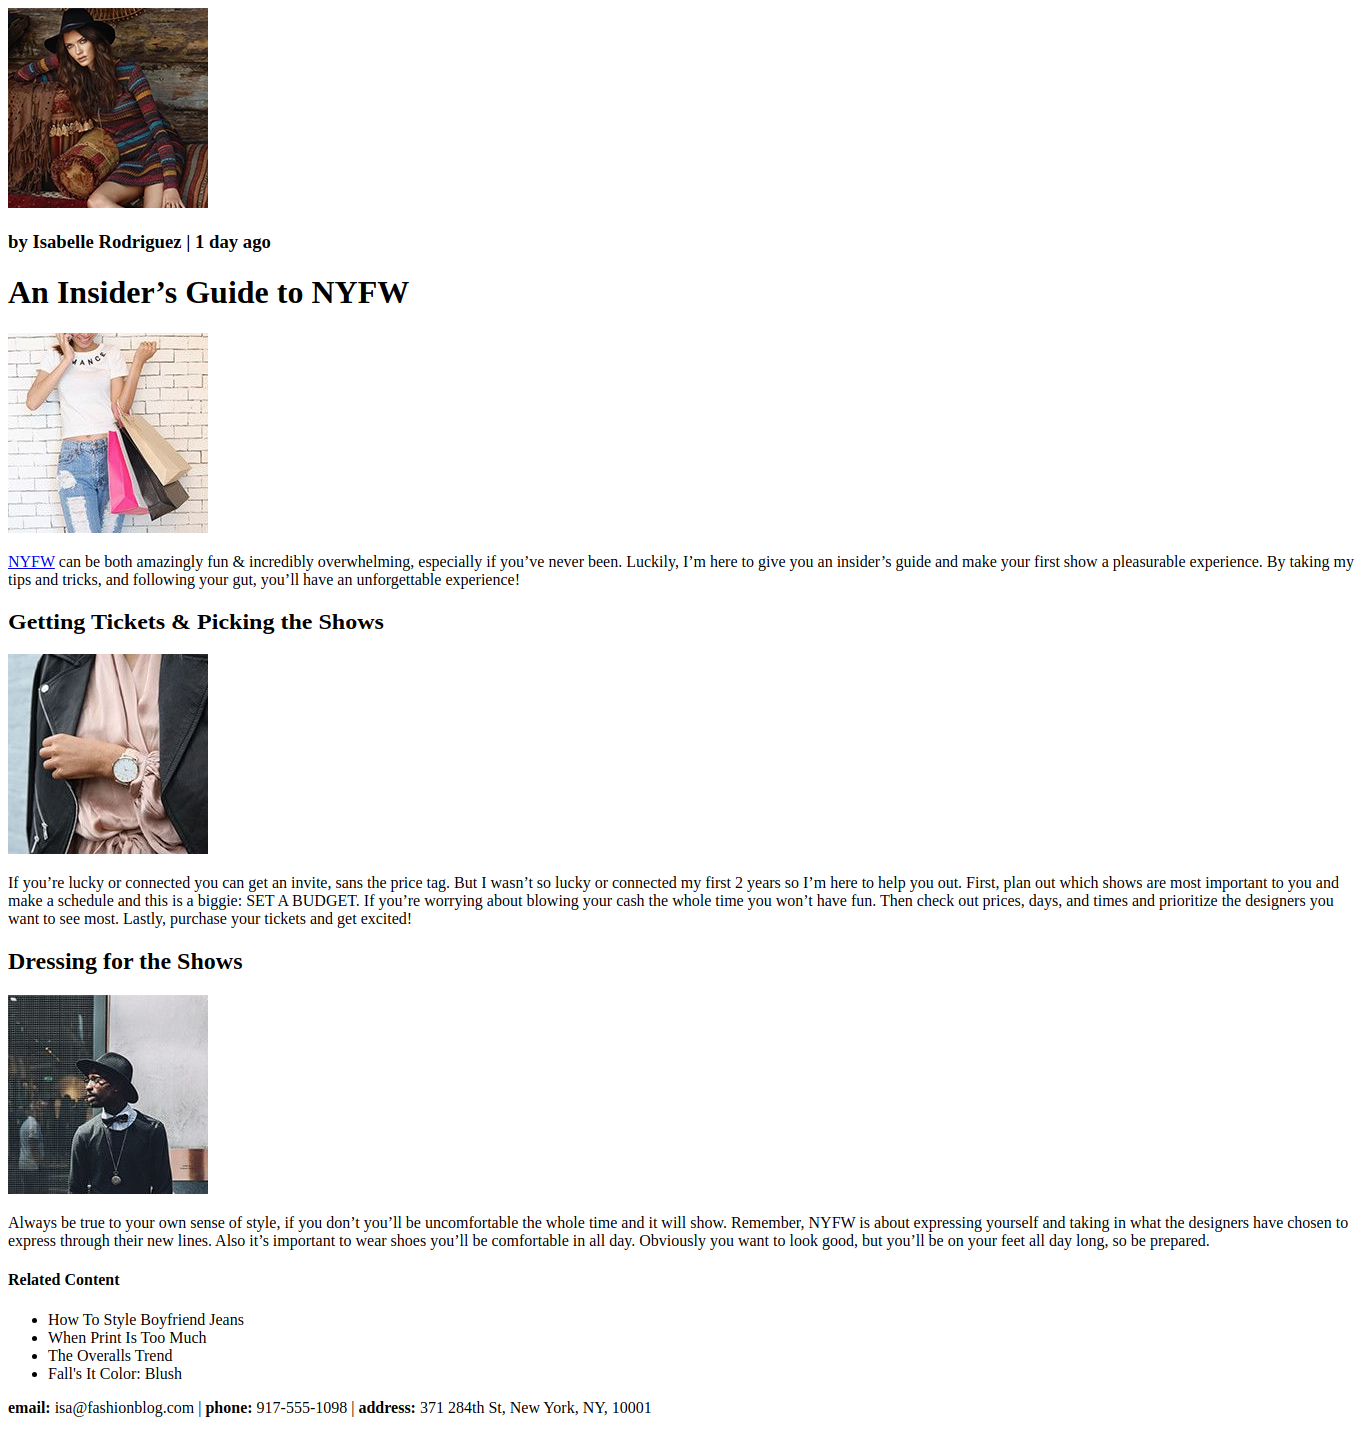 by Isabelle Rodriguez | 1 day ago
An Insider’s Guide to NYFW
MANCE
NYFW can be both amazingly fun & incredibly overwhelming, especially if you’ve never been. Luckily, I’m here to give you an insider’s guide and make your first show a pleasurable experience. By taking my
tips and tricks, and following your gut, you’ll have an unforgettable experience!
Getting Tickets & Picking the Shows
If you’re lucky or connected you can get an invite, sans the price tag. But I wasn’t so lucky or connected my first 2 years so I’m here to help you out. First, plan out which shows are most important to you and
make a schedule and this is a biggie: SET A BUDGET. If you’re worrying about blowing your cash the whole time you won’t have fun. Then check out prices, days, and times and prioritize the designers you
want to see most. Lastly, purchase your tickets and get excited!
Dressing for the Shows
Always be true to your own sense of style, if you don’t you’ll be uncomfortable the whole time and it will show. Remember, NYFW is about expressing yourself and taking in what the designers have chosen to
express through their new lines. Also it’s important to wear shoes you’ll be comfortable in all day. Obviously you want to look good, but you’ll be on your feet all day long, so be prepared.
Related Content
How To Style Boyfriend Jeans
When Print Is Too Much
The Overalls Trend
Fall's It Color: Blush
email: isa@fashionblog.com | phone: 917-555-1098 | address: 371 284th St, New York, NY, 10001